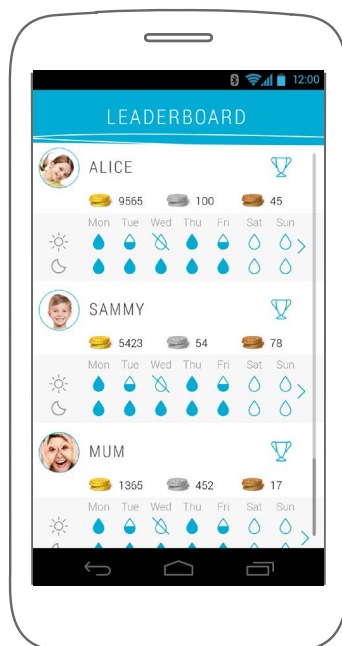 12:00
LEADERBOARD
ALICE
9565 100 45
Mon Tue Wed Thu Fri Sat Sun
SAMMY
5423 54 78
Mon Tue Wed Thu Fri Sat Sun
MUM
1365 452 17
Mon Tue Wed Thu Fri Sat Sun